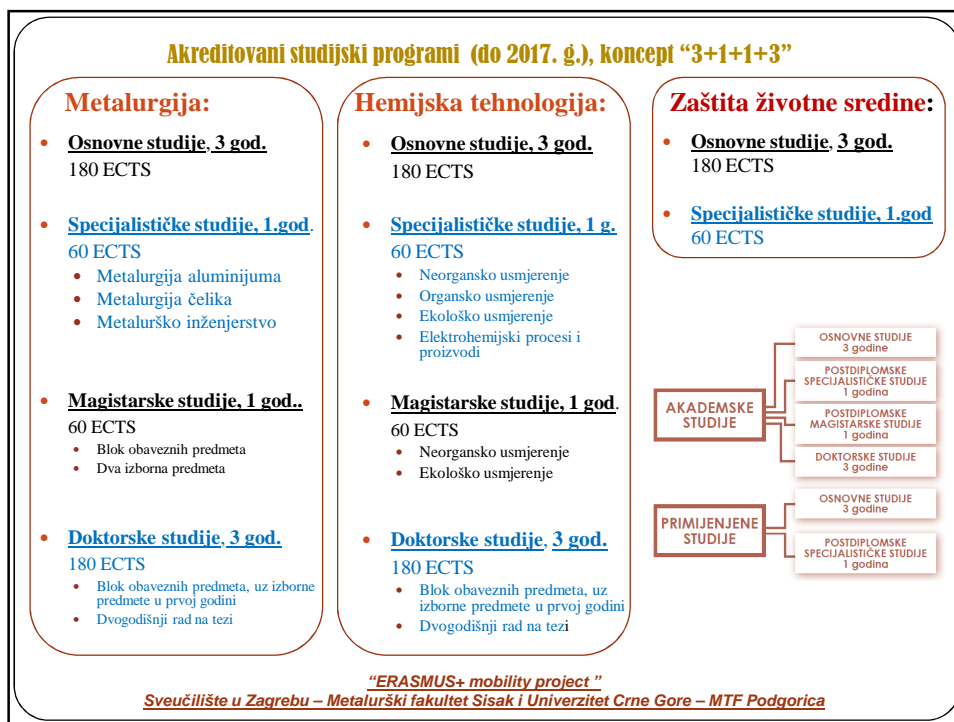 Akreditovani studijski programi (do 2017. g.), koncept “3+1+1+3”
Metalurgija:
• Osnovne studije, 3 god.
180 ECTS
• Specijalističke studije, 1.god.
60 ECTS
• Metalurgija aluminijuma
• Metalurgija čelika
• Metalurško inženjerstvo
• Magistarske studije, 1 god..
60 ECTS
• Blok obaveznih predmeta
• Dva izborna predmeta
• Doktorske studije, 3 god.
180 ECTS
• Blok obaveznih predmeta, uz izborne
predmete u prvoj godini
• Dvogodišnji rad na tezi
Hemijska tehnologija:
• Osnovne studije, 3 god.
180 ECTS
• Specijalističke studije, 1 g.
60 ECTS
• Neorgansko usmjerenje
• Organsko usmjerenje
• Ekološko usmjerenje
• Elektrohemijski procesi i
proizvodi
• Magistarske studije, 1 god.
60 ECTS
• Neorgansko usmjerenje
• Ekološko usmjerenje
• Doktorske studije, 3 god.
180 ECTS
• Blok obaveznih predmeta, uz
izborne predmete u prvoj godini
• Dvogodišnji rad na tezi
Zaštita životne sredine:
• Osnovne studije, 3 god.
180 ECTS
Specijalističke studije, 1.god
60 ECTS
AKADEMSKE
STUDIJE
OSNOVNE STUDIJE
3 godine
POSTDIPLOMSKE
SPECIJALISTIČKE STUDIJE
1 godina
POSTDIPLOMSKE
MAGISTARSKE STUDIJE
1 godina
DOKTORSKE STUDIJE
3 godine
PRIMIJENJENE
STUDIJE
OSNOVNE STUDIJE
3 godine
POSTDIPLOMSKE
SPECIJALISTIČKE STUDIJE
1 godina
“ERASMUS+ mobility project ”
Sveučilište u Zagrebu – Metalurški fakultet Sisak i Univerzitet Crne Gore – MTF Podgorica